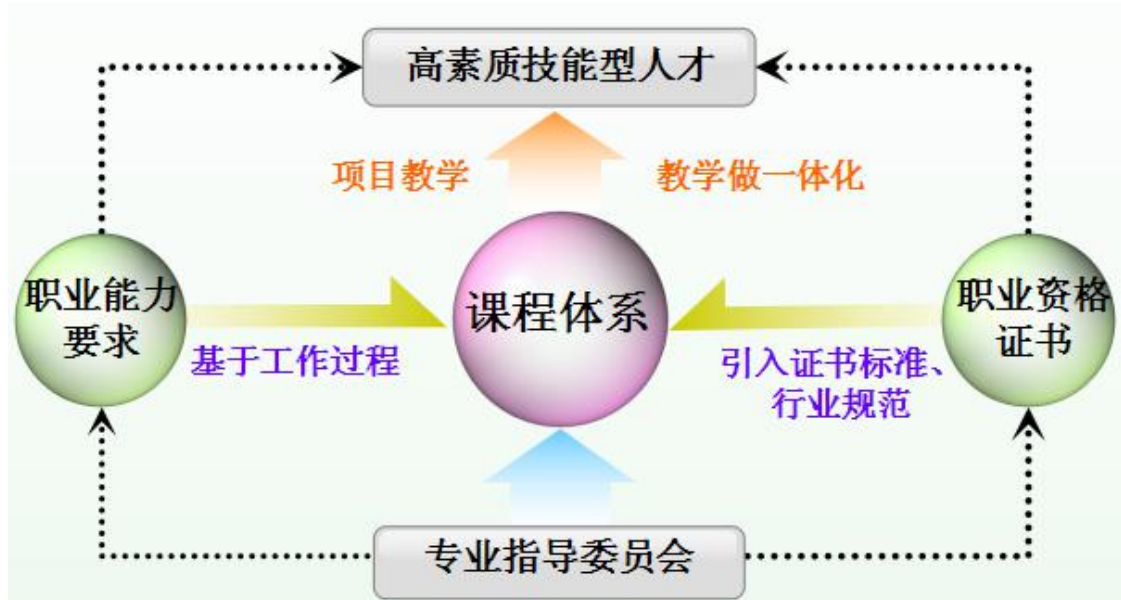 高素质技能型人才
项目教学
教学做一体化
职业能力
要求
课程体系
职业资格
证书
基于工作过程
引入证书标准、
行业规范
专业指导委员会